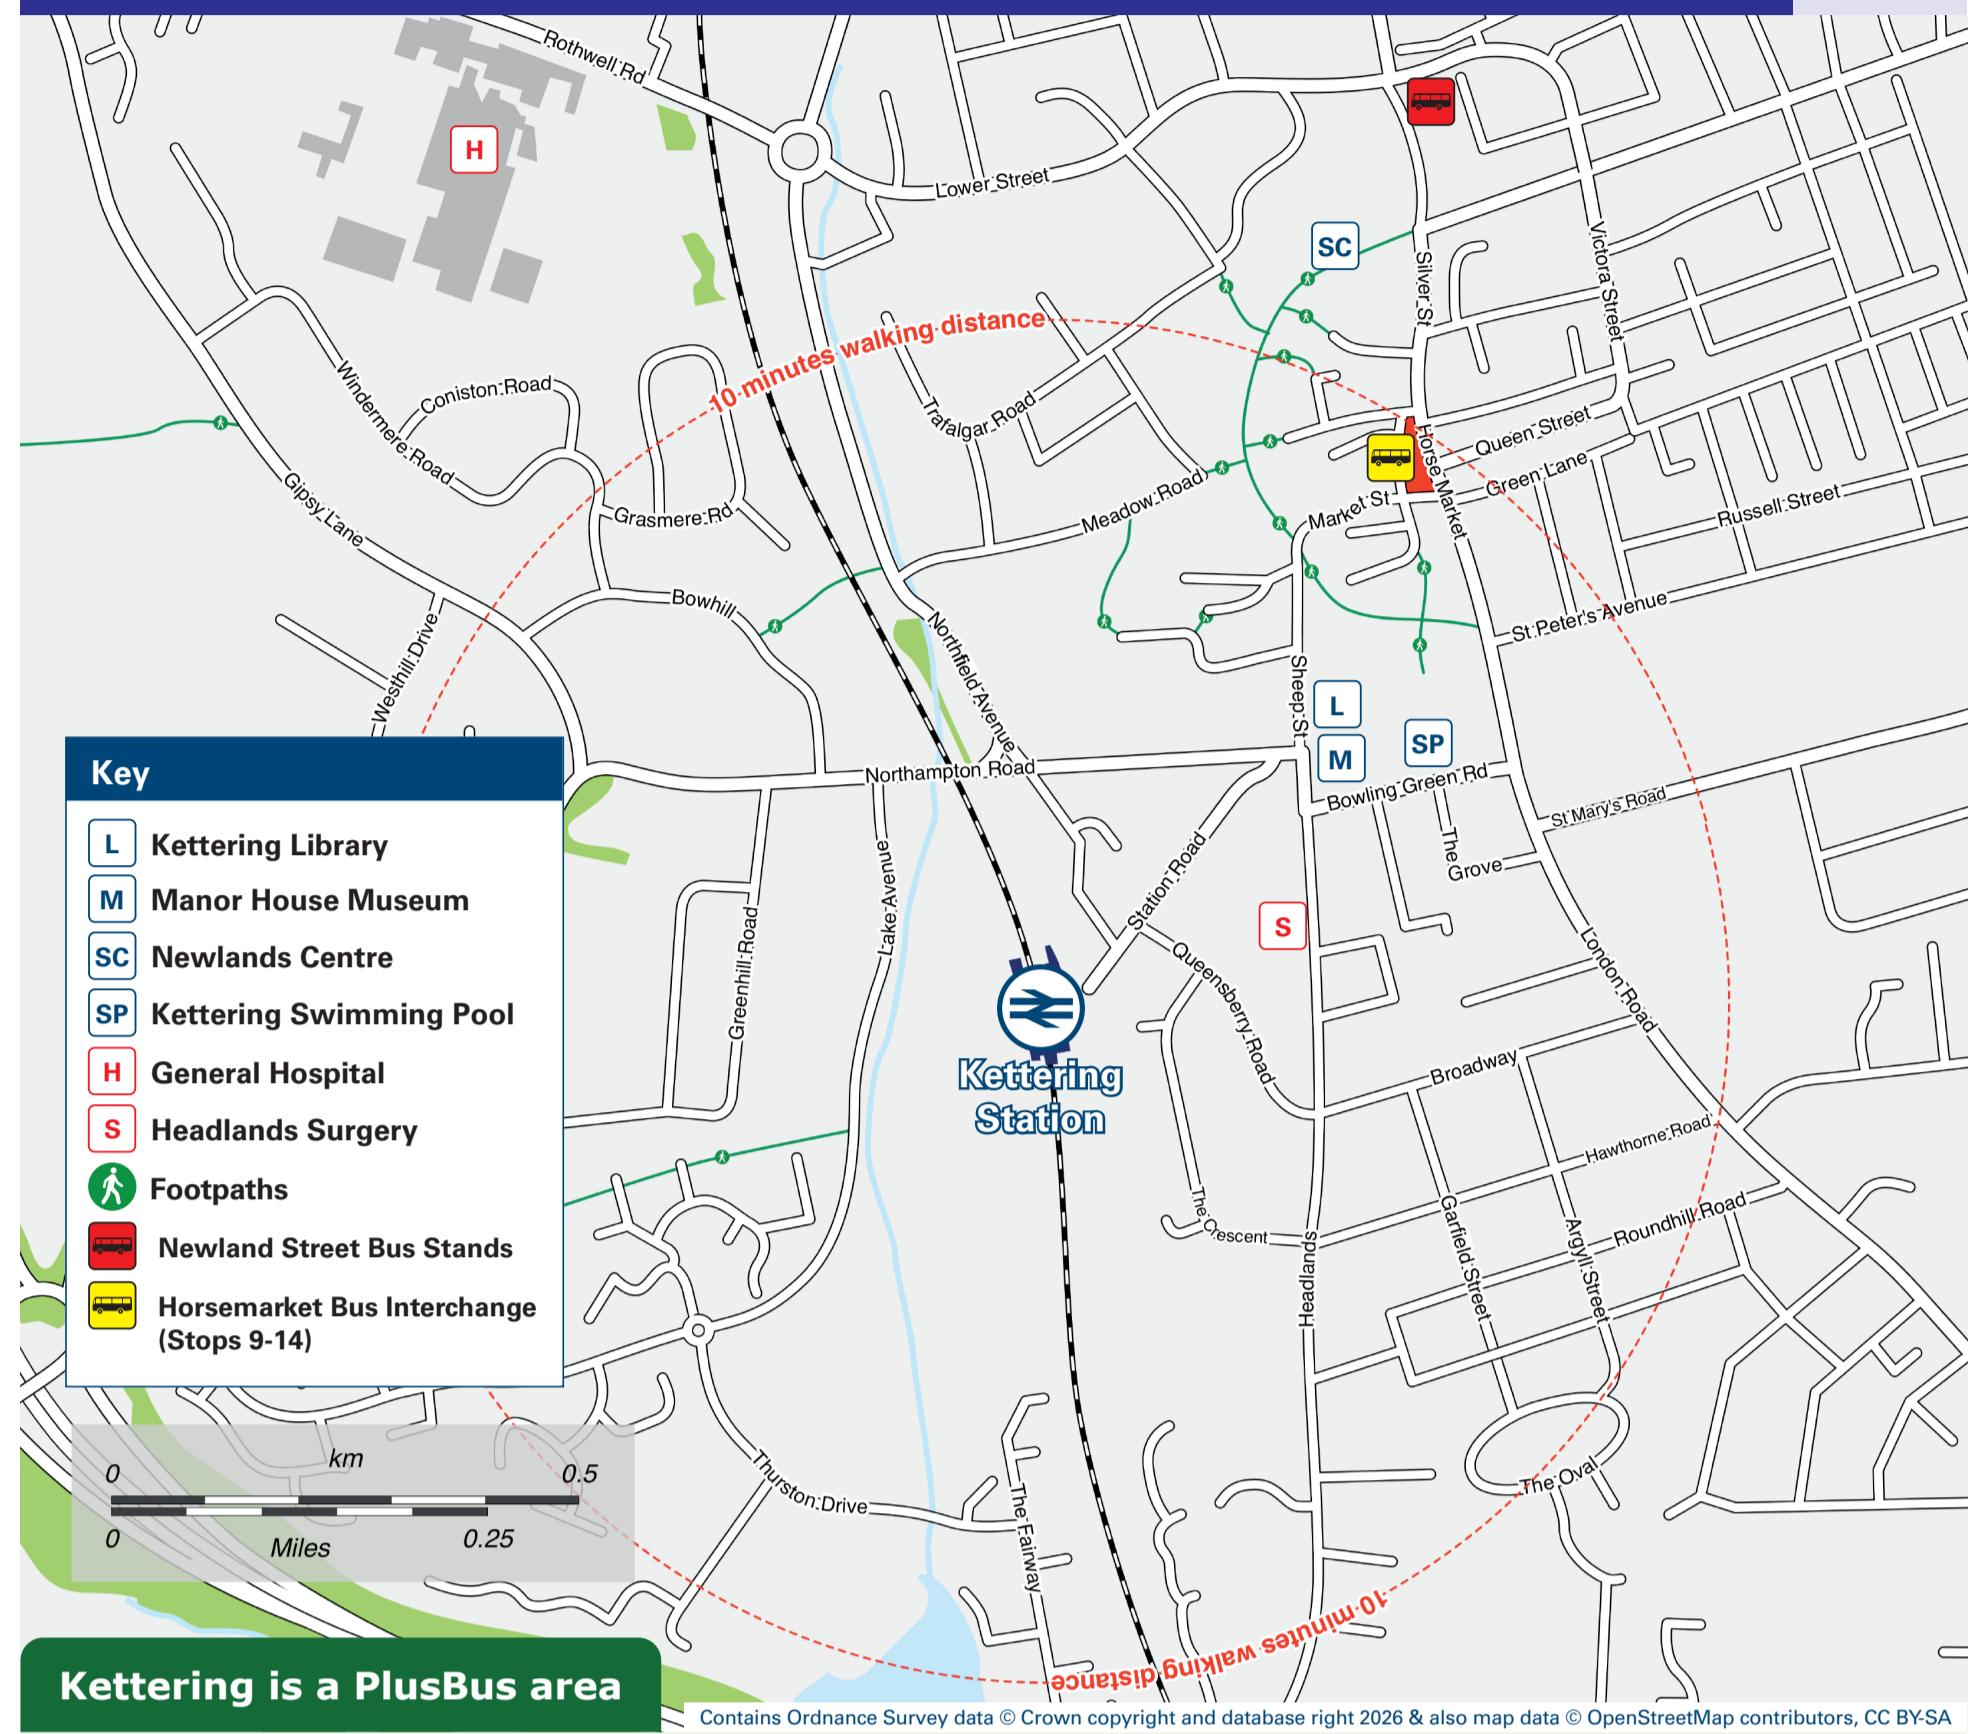 Rothwell Rd
H
Lower Street
SC
Silver St
Victora Street
10 minutes walking distance
Coniston Road
Windermere Road
Trafalgar Road
Queen Street
Horse Market
Green Lane
Gipsy Lane
Grasmere Rd
Meadow Road
Market St
Russell Street
Bowhill
Northfield Avenue
St Peter's Avenue
Westhill Drive
Sheep St
L
M
SP
Northampton Road
Bowling Green Rd
St Mary's Road
The Grove
Station Road
Lake Avenue
Greenhill Road
S
Queensberry Road
London Road
Kettering
Station
Broadway
Hawthorne Road
The Crescent
Garfield Street
Argyll Street
Roundhill Road
Headlands
The Oval
Thurston Drive
The Fairway
10 minutes walking distance
Key
L Kettering Library
M Manor House Museum
SC Newlands Centre
SP Kettering Swimming Pool
H General Hospital
S Headlands Surgery
Footpaths
Newland Street Bus Stands
Horsemarket Bus Interchange
(Stops 9-14)
km
0 0.5
0 0.25
Miles
Kettering is a PlusBus area
Contains Ordnance Survey data © Crown copyright and database right 2026 & also map data © OpenStreetMap contributors, CC BY-SA